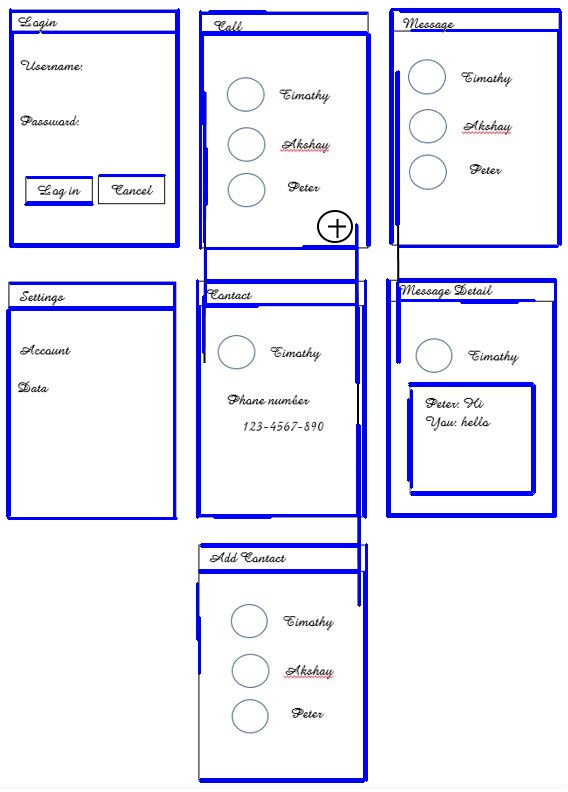 Login
Username:
Password:
Log in
Cancel
Call
Timothy
Akshay
Peter
Message
Timothy
Akshay
Peter
Settings
Account
Data
Contact
Timothy
Phone number
123-4567-890
Message Detail
Timothy
Peter: Hi
You: hello
Add Contact
Timothy
Akshay
Peter